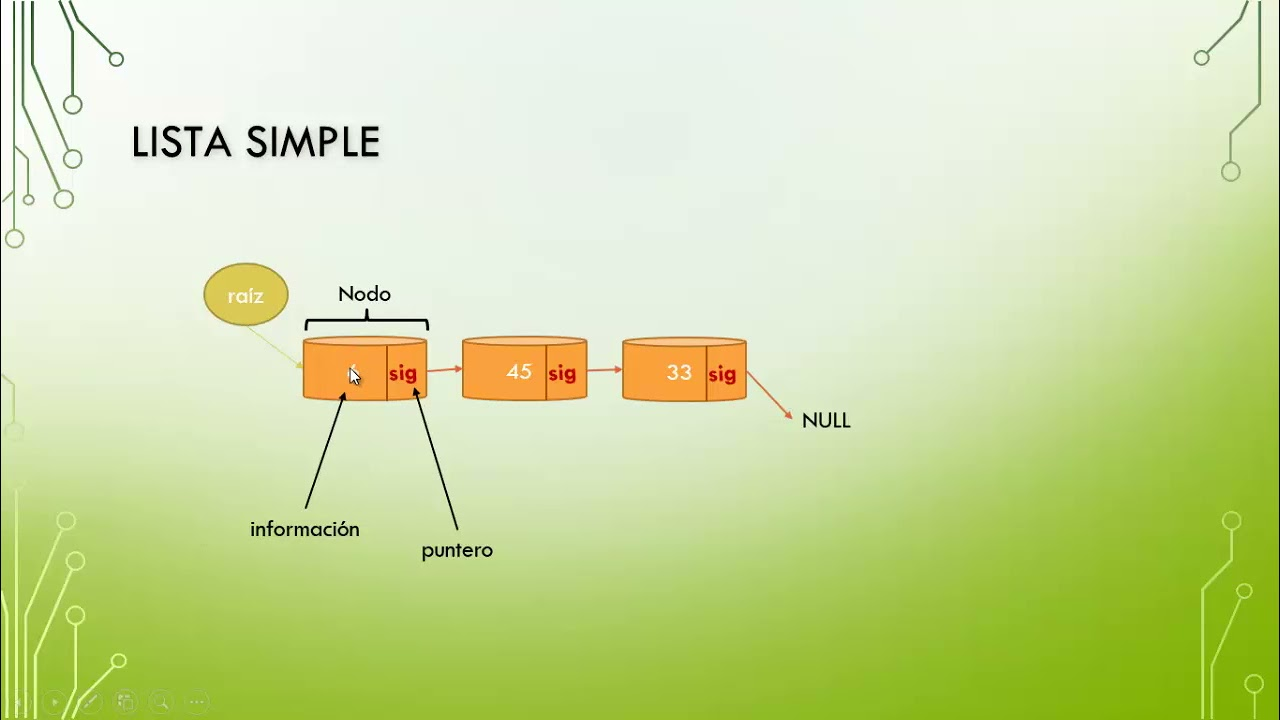 LISTA SIMPLE
raíz
Nodo
sig
45 sig
33 sig
NULL
información
puntero